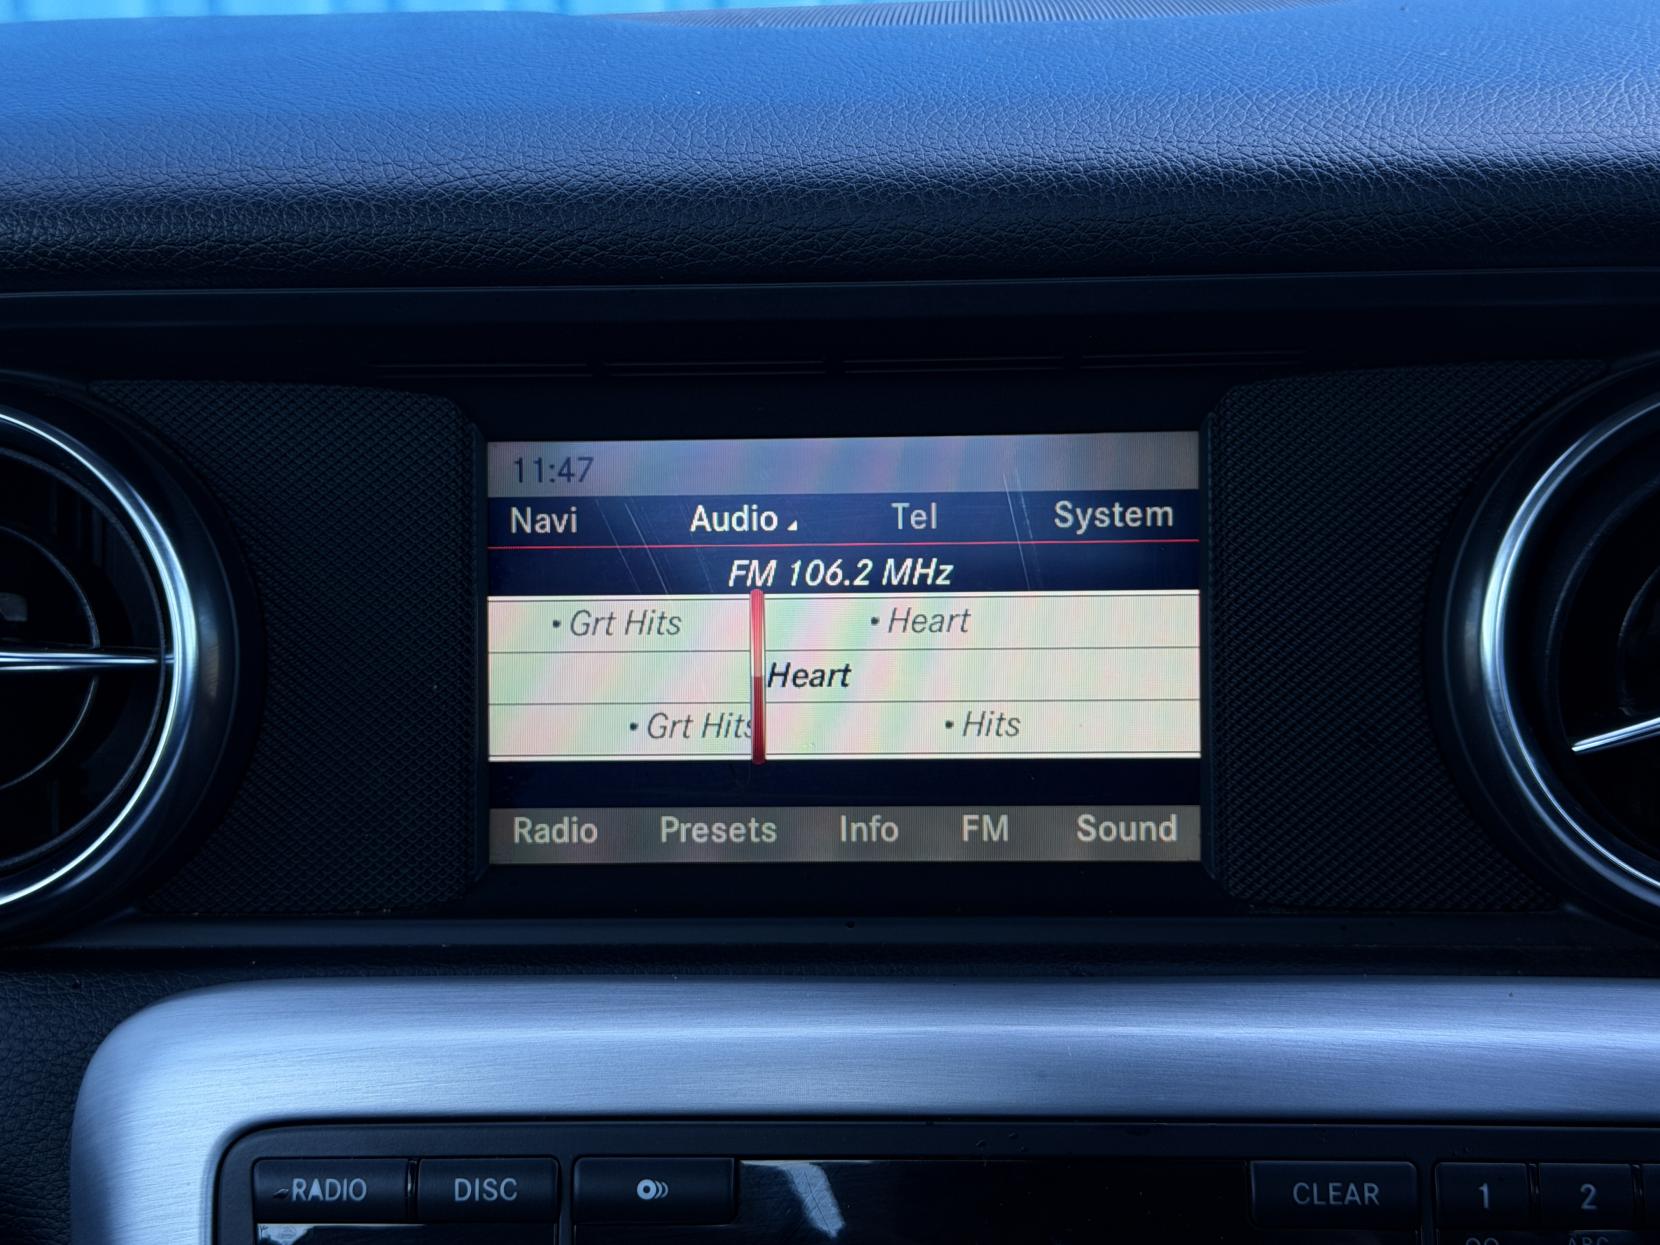 11:47
Navi Audio Tel System
FM 106.2 MHz
• Grt Hits • Heart
Heart
• Grt Hits • Hits
Radio Presets Info FM Sound
RADIO DISC CLEAR 1 2